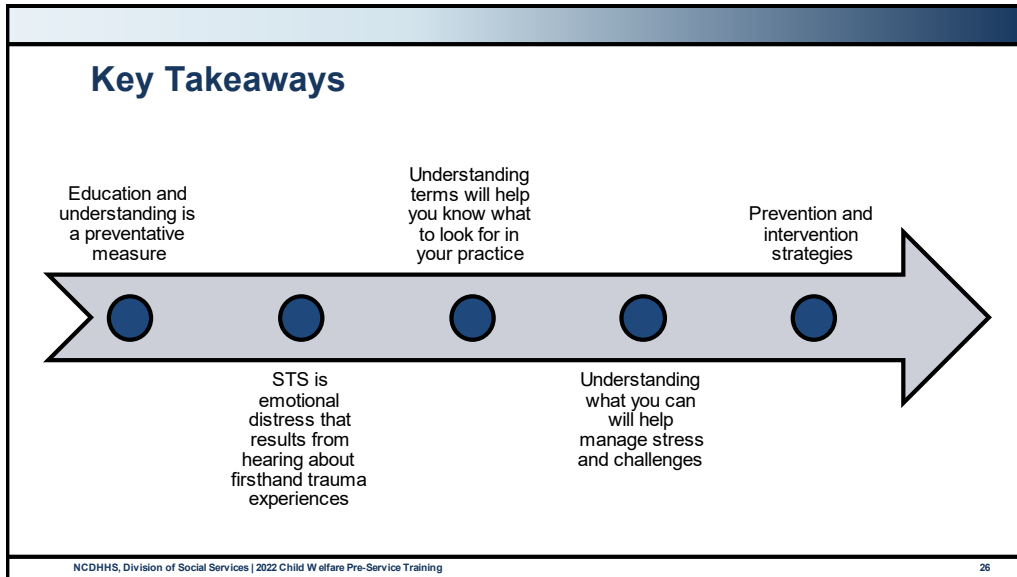 Key Takeaways
Education and
understanding is
a preventative
measure
STS is
emotional
distress that
results from
hearing about
firsthand trauma
experiences
Understanding
terms will help
you know what
to look for in
your practice
Understanding
what you can
will help
manage stress
and challenges
Prevention and
intervention
strategies
NCDHHS, Division of Social Services | 2022 Child Welfare Pre-Service Training
26